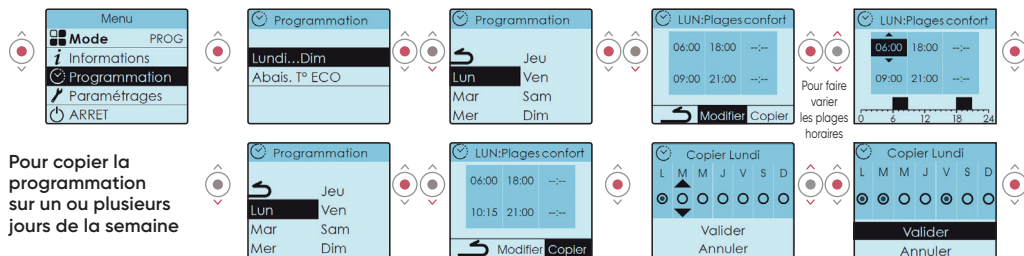 Menu
Mode PROG
i Informations
Programmation
Paramétrages
ARRET
Programmation
Lundi...Dim
Abais. T° ECO
Programmation
Jeu
Lun Ven
Mar Sam
Mer Dim
LUN:Plages confort
06:00 18:00 --:--
09:00 21:00 --:--
Modifier Copier
Pour faire
varier
les plages
horaires
LUN:Plages confort
06:00 18:00 --:--
09:00 21:00 --:--
0 6 12 18 24
Pour copier la
programmation
sur un ou plusieurs
jours de la semaine
Programmation
Jeu
Lun Ven
Mar Sam
Mer Dim
LUN:Plages confort
06:00 18:00 --:--
10:15 21:00 --:--
Modifier Copier
Copier Lundi
L M M J V S D
Valider
Annuler
Copier Lundi
L M M J V S D
Valider
Annuler